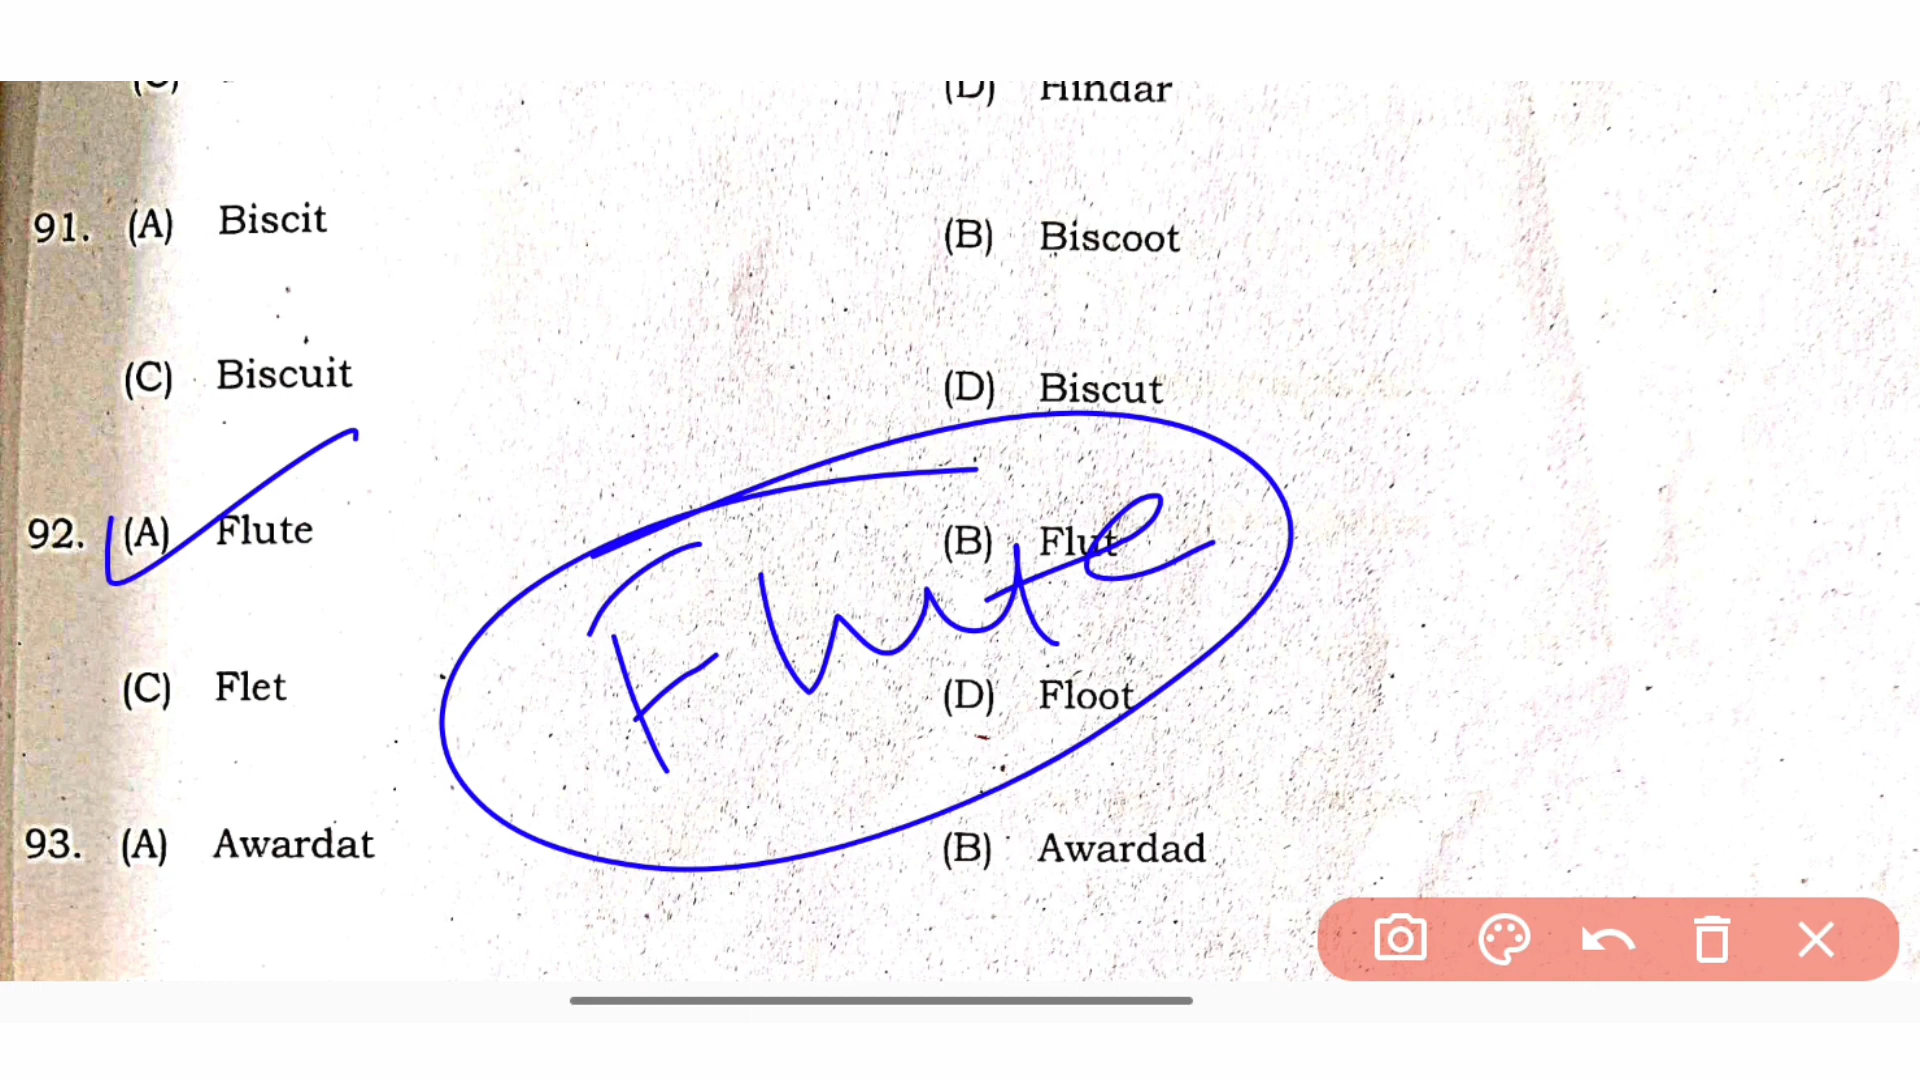 (D) Hindar
91. (A) Biscit (B) Biscoot
(C) Biscuit (D) Biscut
92. (A) Flute (B) Flut
Flute
(C) Flet (D) Floot
93. (A) Awardat (B) Awardad